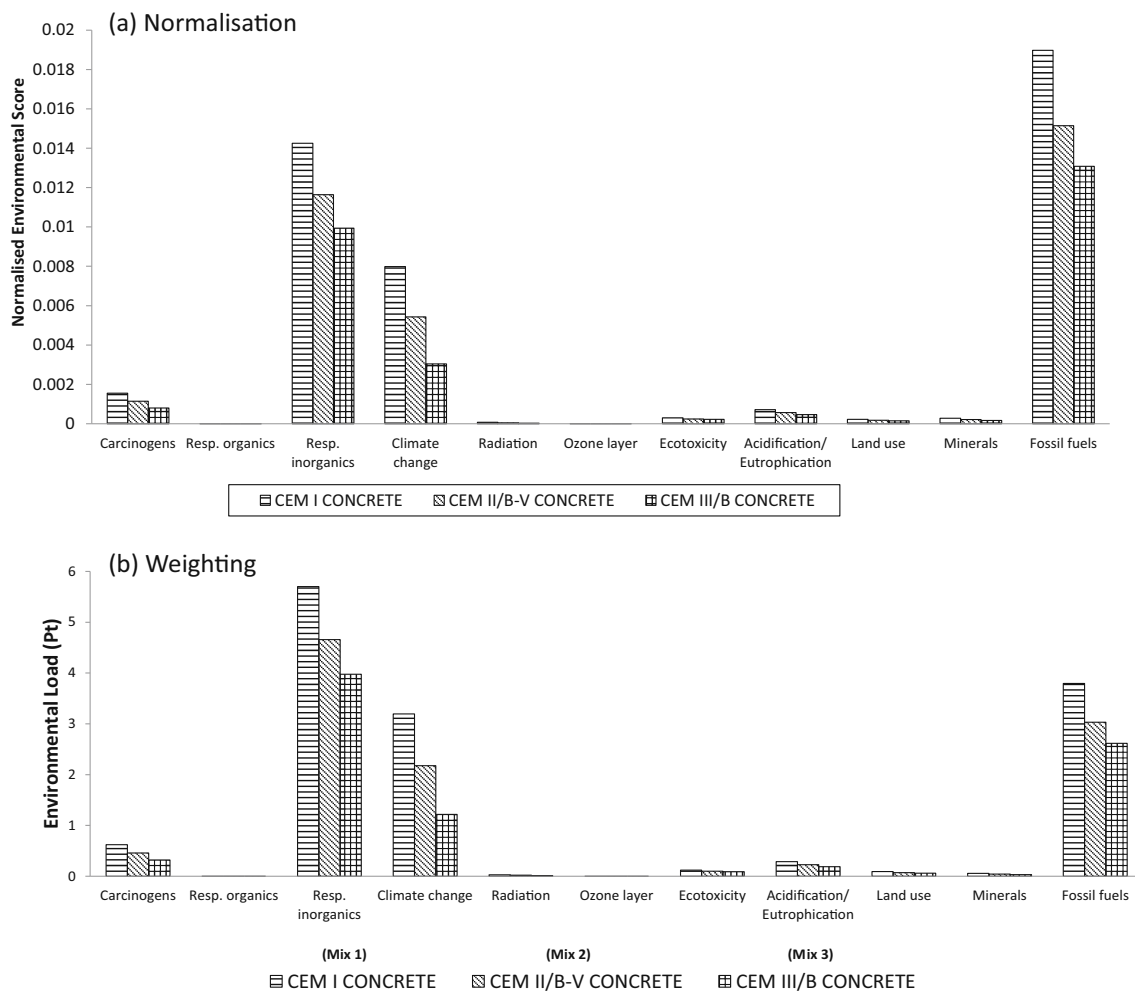 (a) Normalisation
Normalised Environmental Score
0.02
0.018
0.016
0.014
0.012
0.01
0.008
0.006
0.004
0.002
0
Carcinogens Resp. organics Resp. inorganics Climate change Radiation Ozone layer Ecotoxicity Acidification/ Eutrophication Land use Minerals Fossil fuels
CEM I CONCRETE CEM II/B-V CONCRETE CEM III/B CONCRETE
(b) Weighting
Environmental Load (Pt)
6
5
4
3
2
1
0
Carcinogens Resp. organics Resp. inorganics Climate change Radiation Ozone layer Ecotoxicity Acidification/ Eutrophication Land use Minerals Fossil fuels
(Mix 1) (Mix 2) (Mix 3)
CEM I CONCRETE CEM II/B-V CONCRETE CEM III/B CONCRETE